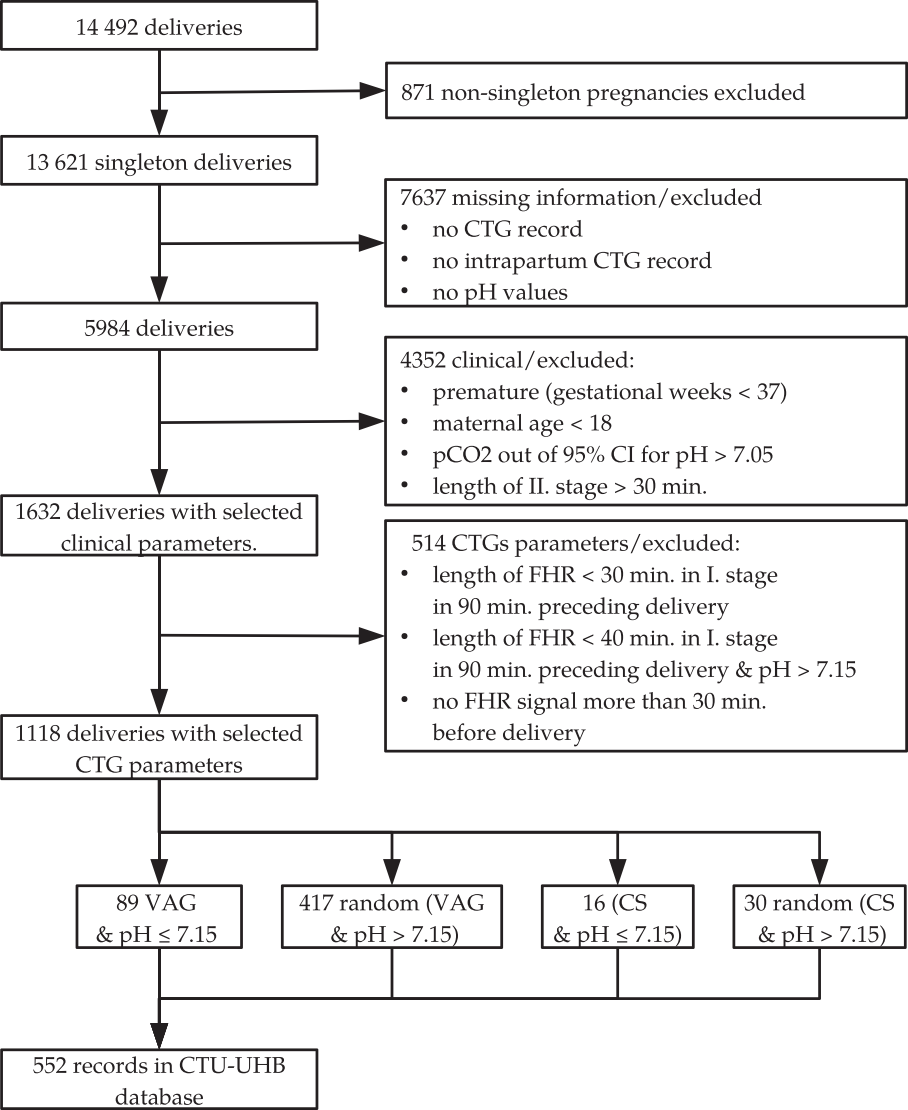 14 492 deliveries
871 non-singleton pregnancies excluded
13 621 singleton deliveries
7637 missing information/excluded
• no CTG record
• no intrapartum CTG record
• no pH values
5984 deliveries
4352 clinical/excluded:
• premature (gestational weeks < 37)
• maternal age < 18
• pCO2 out of 95% CI for pH > 7.05
• length of II. stage > 30 min.
1632 deliveries with selected
clinical parameters.
514 CTGs parameters/excluded:
• length of FHR < 30 min. in I. stage
in 90 min. preceding delivery
• length of FHR < 40 min. in I. stage
in 90 min. preceding delivery & pH > 7.15
• no FHR signal more than 30 min.
before delivery
1118 deliveries with selected
CTG parameters
89 VAG
& pH ≤ 7.15
417 random (VAG
& pH > 7.15)
16 (CS
& pH ≤ 7.15)
30 random (CS
& pH > 7.15)
552 records in CTU-UHB
database